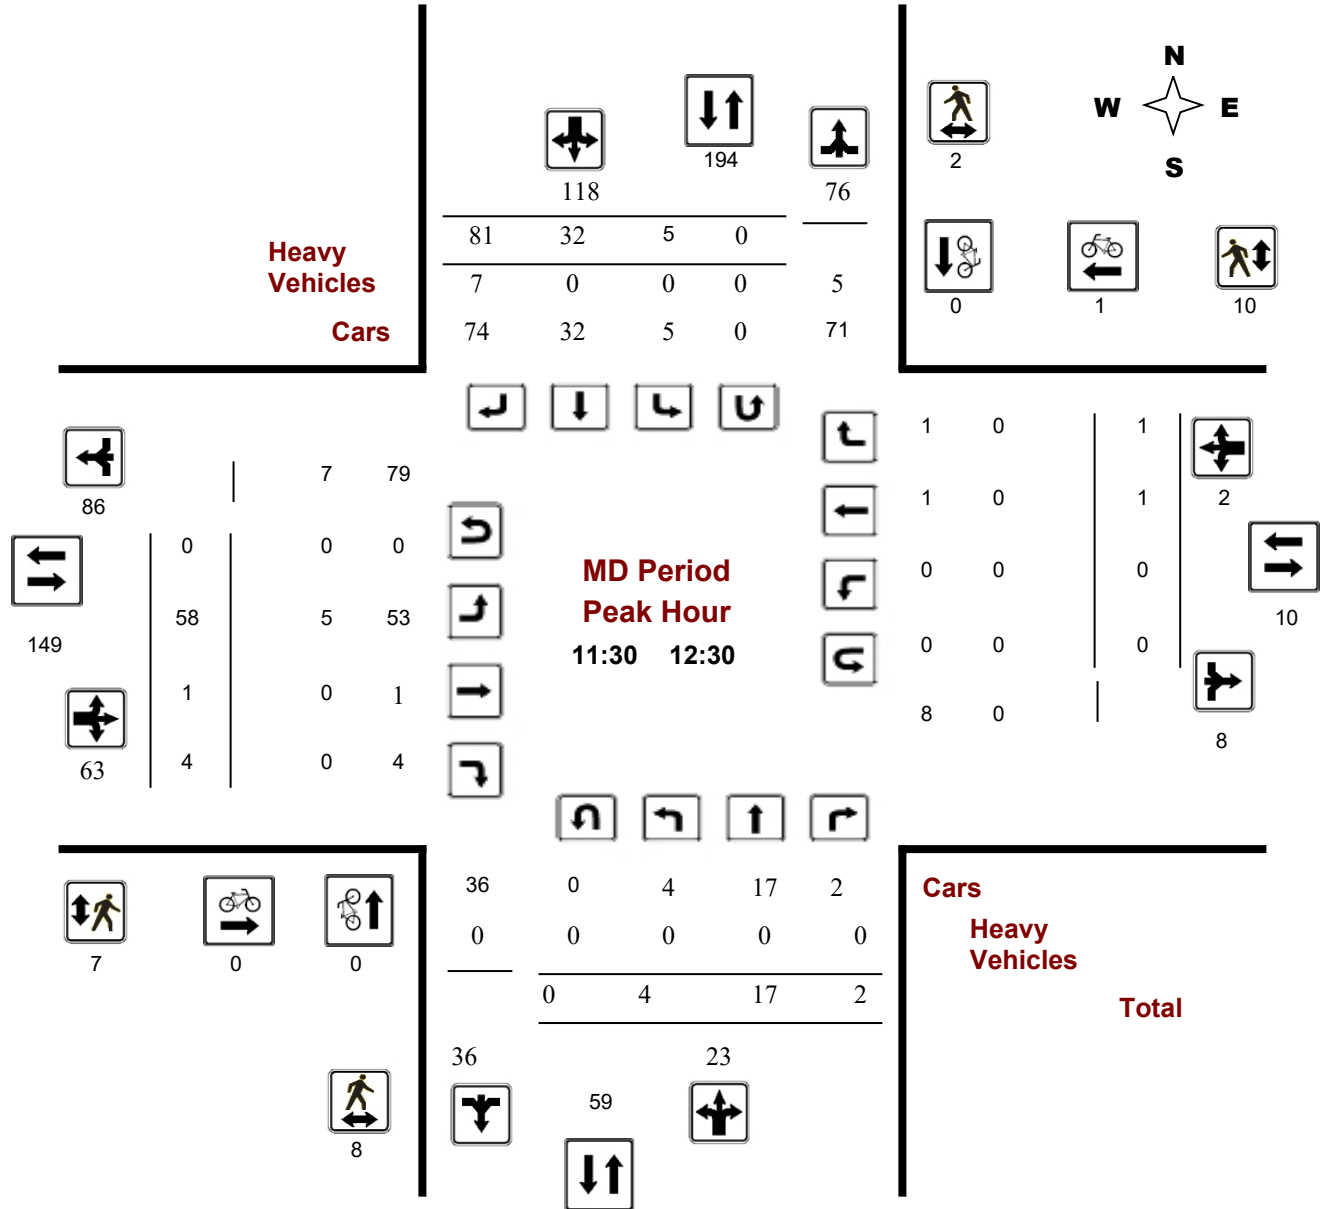 N
W E
S
194
118 76 2
81 32 5 0
Heavy
Vehicles 7 0 0 0 5
0 1 10
Cars 74 32 5 0 71
1 0 1
7 79
86 1 0 1 2
0 0 0
MD Period 0 0 0
Peak Hour
58 5 53 10
149 11:30 12:30 0 0 0
1 0 1
8 0
63 4 0 4 8
36 0 4 17 2 Cars
0 0 0 0 0 Heavy
Vehicles
7 0 0
0 4 17 2 Total
36 23
59
8